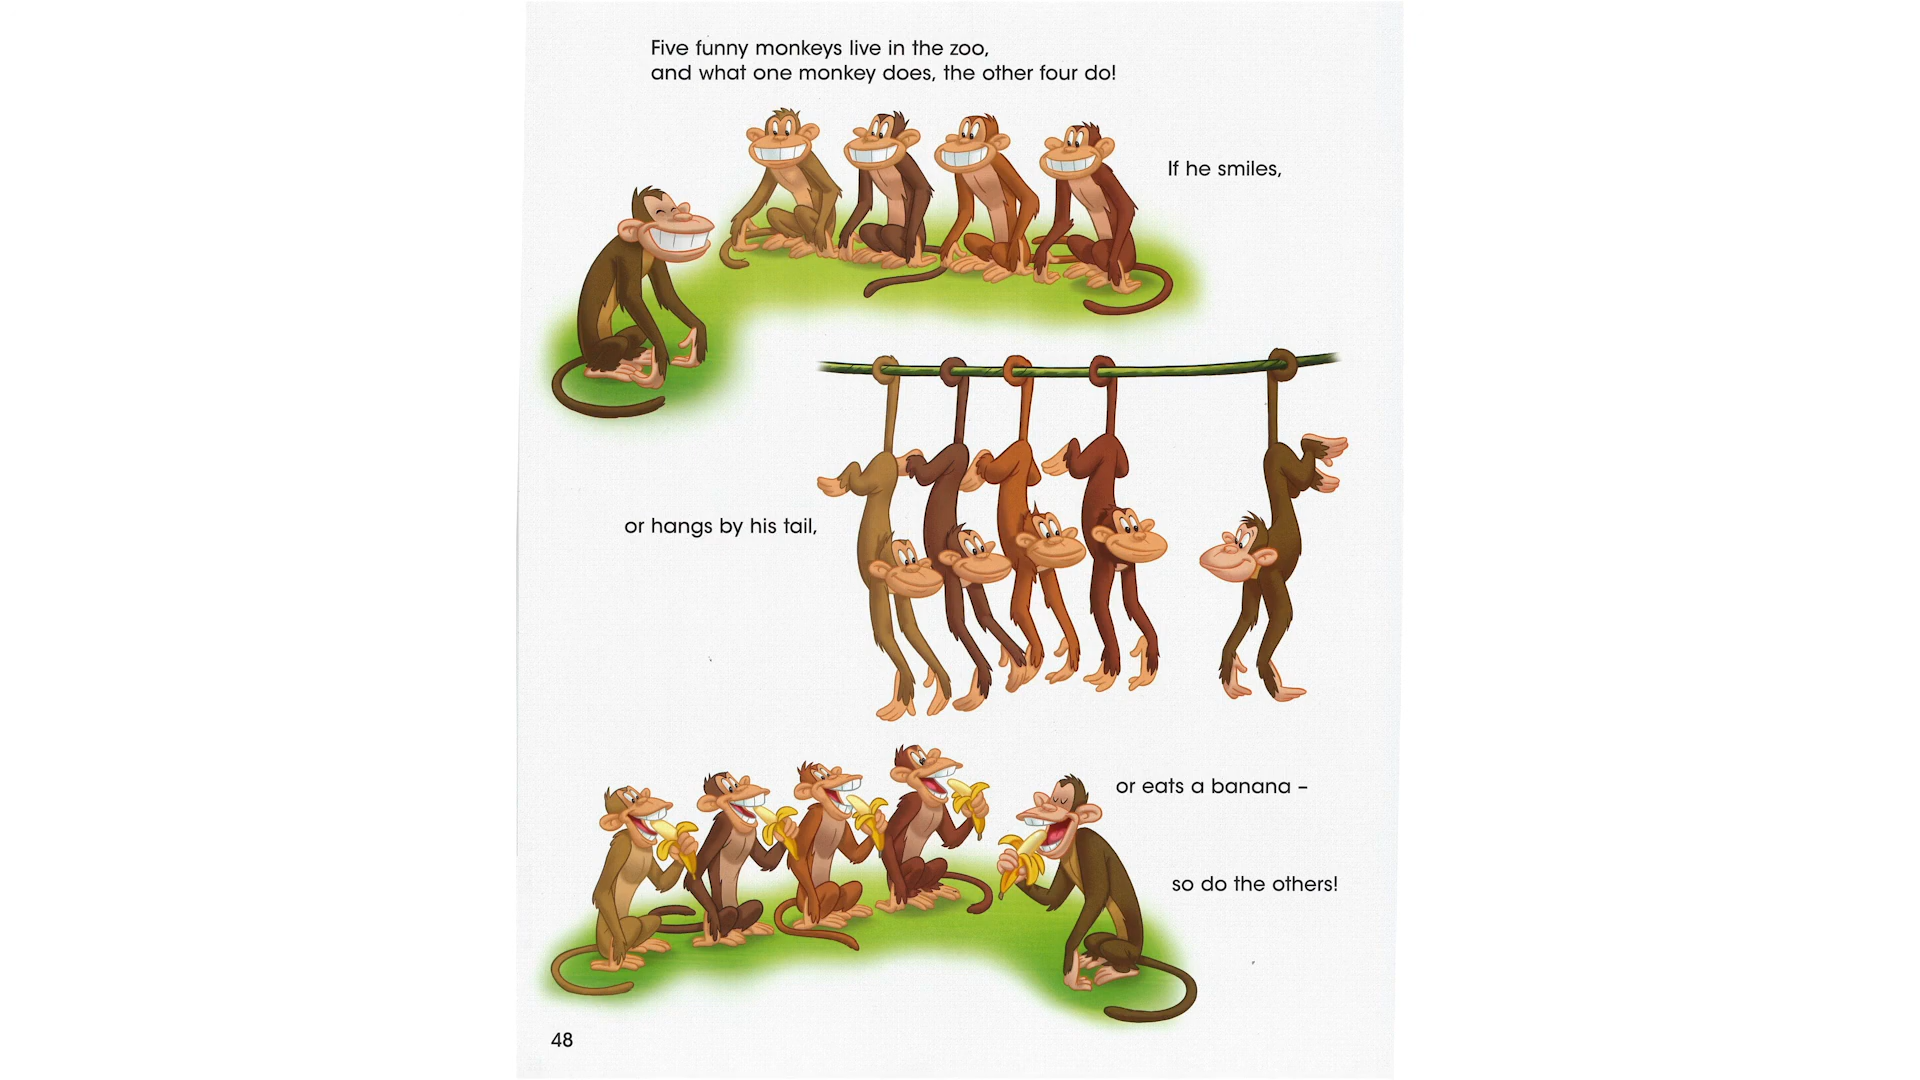 Five funny monkeys live in the zoo,
and what one monkey does, the other four do!
If he smiles,
or hangs by his tail,
or eats a banana –
so do the others!
48